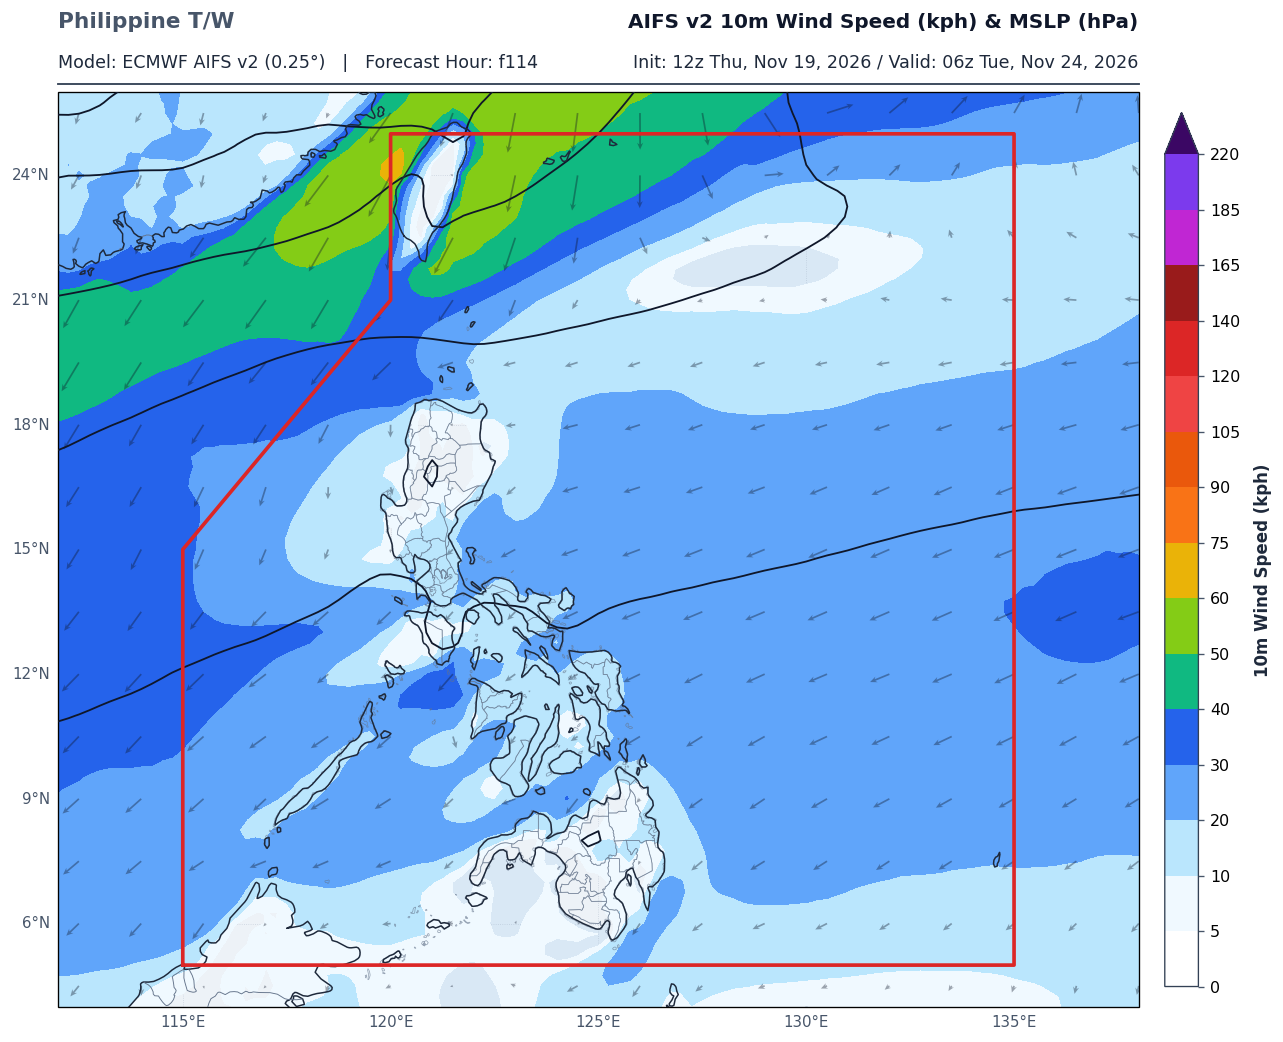 Philippine T/W
AIFS v2 10m Wind Speed (kph) & MSLP (hPa)
Model: ECMWF AIFS v2 (0.25°) | Forecast Hour: f114
Init: 12z Thu, Nov 19, 2026 / Valid: 06z Tue, Nov 24, 2026
24°N
21°N
18°N
15°N
12°N
9°N
6°N
115°E
120°E
125°E
130°E
135°E
220
185
165
140
120
105
90
75
60
50
40
30
20
10
5
0
10m Wind Speed (kph)